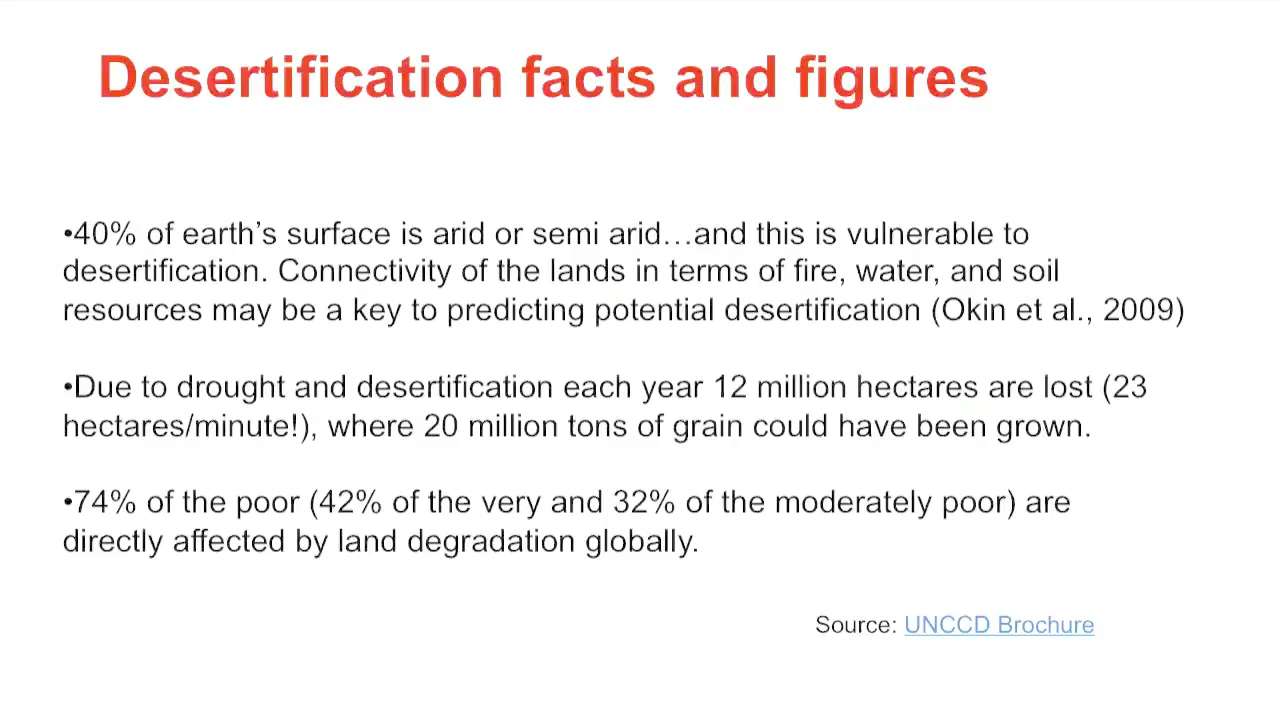 Desertification facts and figures
•40% of earth’s surface is arid or semi arid…and this is vulnerable to
desertification. Connectivity of the lands in terms of fire, water, and soil
resources may be a key to predicting potential desertification (Okin et al., 2009)
•Due to drought and desertification each year 12 million hectares are lost (23
hectares/minute!), where 20 million tons of grain could have been grown.
•74% of the poor (42% of the very and 32% of the moderately poor) are
directly affected by land degradation globally.
Source: UNCCD Brochure